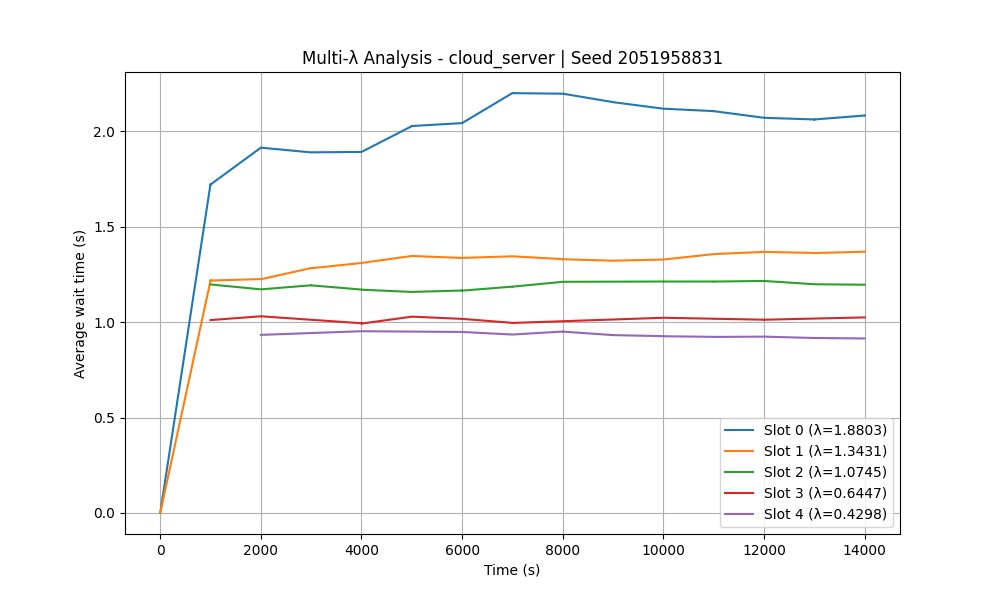 Multi-λ Analysis - cloud_server | Seed 2051958831
Average wait time (s)
2.0
1.5
1.0
0.5
0.0
Slot 0 (λ=1.8803)
Slot 1 (λ=1.3431)
Slot 2 (λ=1.0745)
Slot 3 (λ=0.6447)
Slot 4 (λ=0.4298)
0 2000 4000 6000 8000 10000 12000 14000
Time (s)